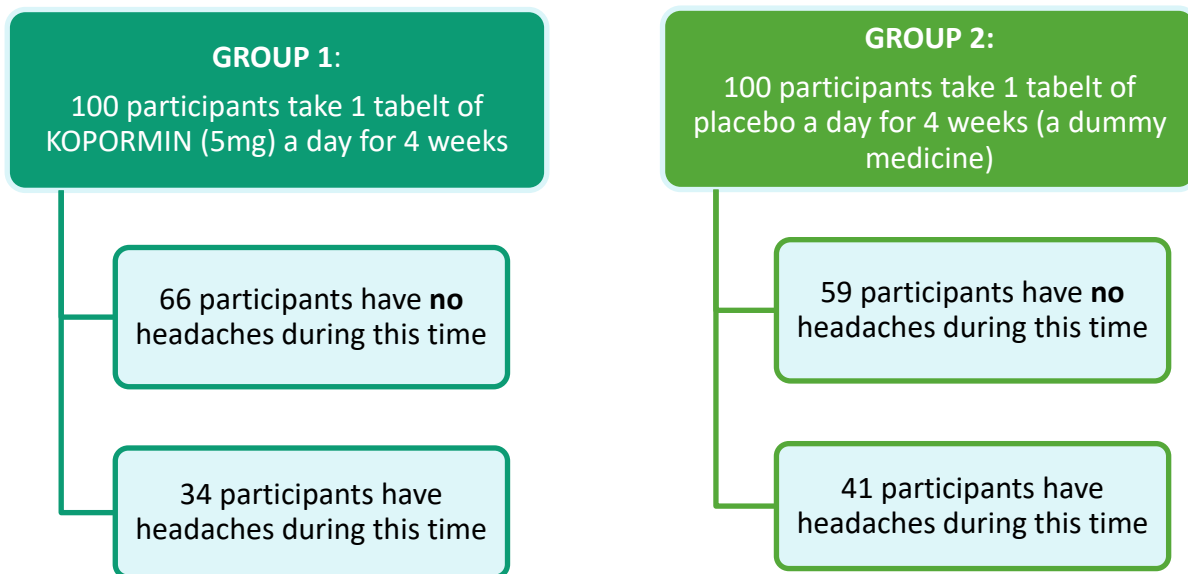 GROUP 1:
100 participants take 1 tabelt of
KOPORMIN (5mg) a day for 4 weeks
66 participants have no
headaches during this time
34 participants have
headaches during this time
GROUP 2:
100 participants take 1 tabelt of
placebo a day for 4 weeks (a dummy
medicine)
59 participants have no
headaches during this time
41 participants have
headaches during this time